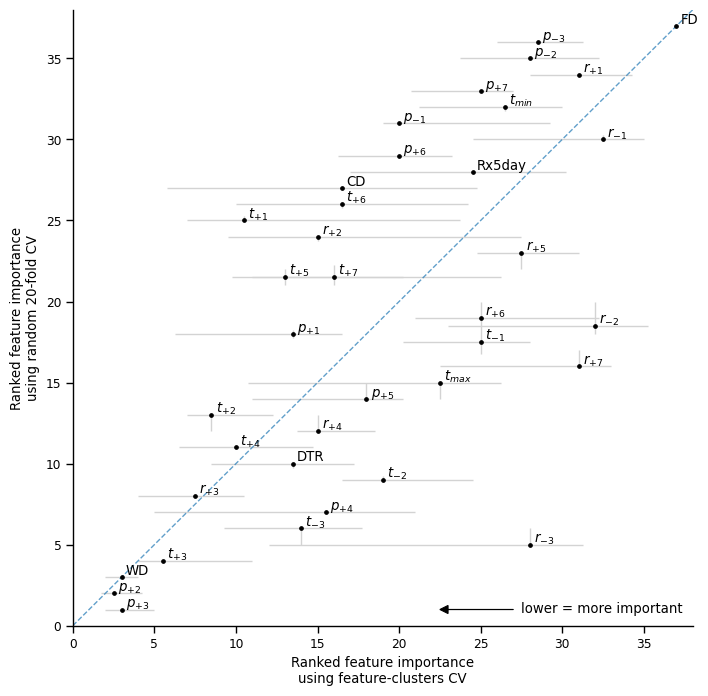 FD
p₋₃
p₋₂
r₊₁
p₊₇
t_min
p₋₁
r₋₁
p₊₆
Rx5day
CD
t₊₆
t₊₁
r₊₂
r₊₅
t₊₅ t₊₇
r₊₆
r₋₂
p₊₁
t₋₁
r₊₇
t_max
p₊₅
t₊₂
r₊₄
t₊₄
DTR
t₋₂
r₊₃
p₊₄
t₋₃
r₋₃
t₊₃
WD
p₊₂
p₊₃
lower = more important
35
30
25
20
15
10
5
0
0 5 10 15 20 25 30 35
Ranked feature importance
using random 20-fold CV
Ranked feature importance
using feature-clusters CV